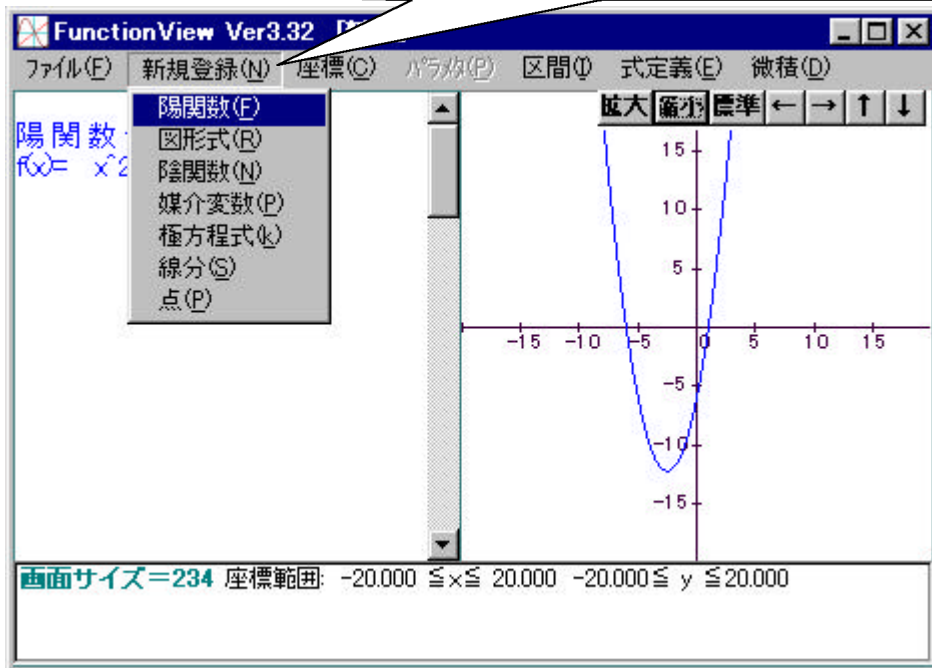 FunctionView Ver3.32
ファイル(F) 新規登録(N) 座標(C) パラメタ(P) 区間(I) 式定義(E) 微積(D)
拡大 縮小 標準 ← → ↑ ↓
陽関数
f(x)= x^2
陽関数(F)
図形式(R)
陰関数(N)
媒介変数(P)
極方程式(k)
線分(S)
点(P)
15
10
5
-15 -10 -5 0 5 10 15
-5
-10
-15
画面サイズ=234 座標範囲: -20.000 ≦x≦ 20.000 -20.000≦ y ≦20.000